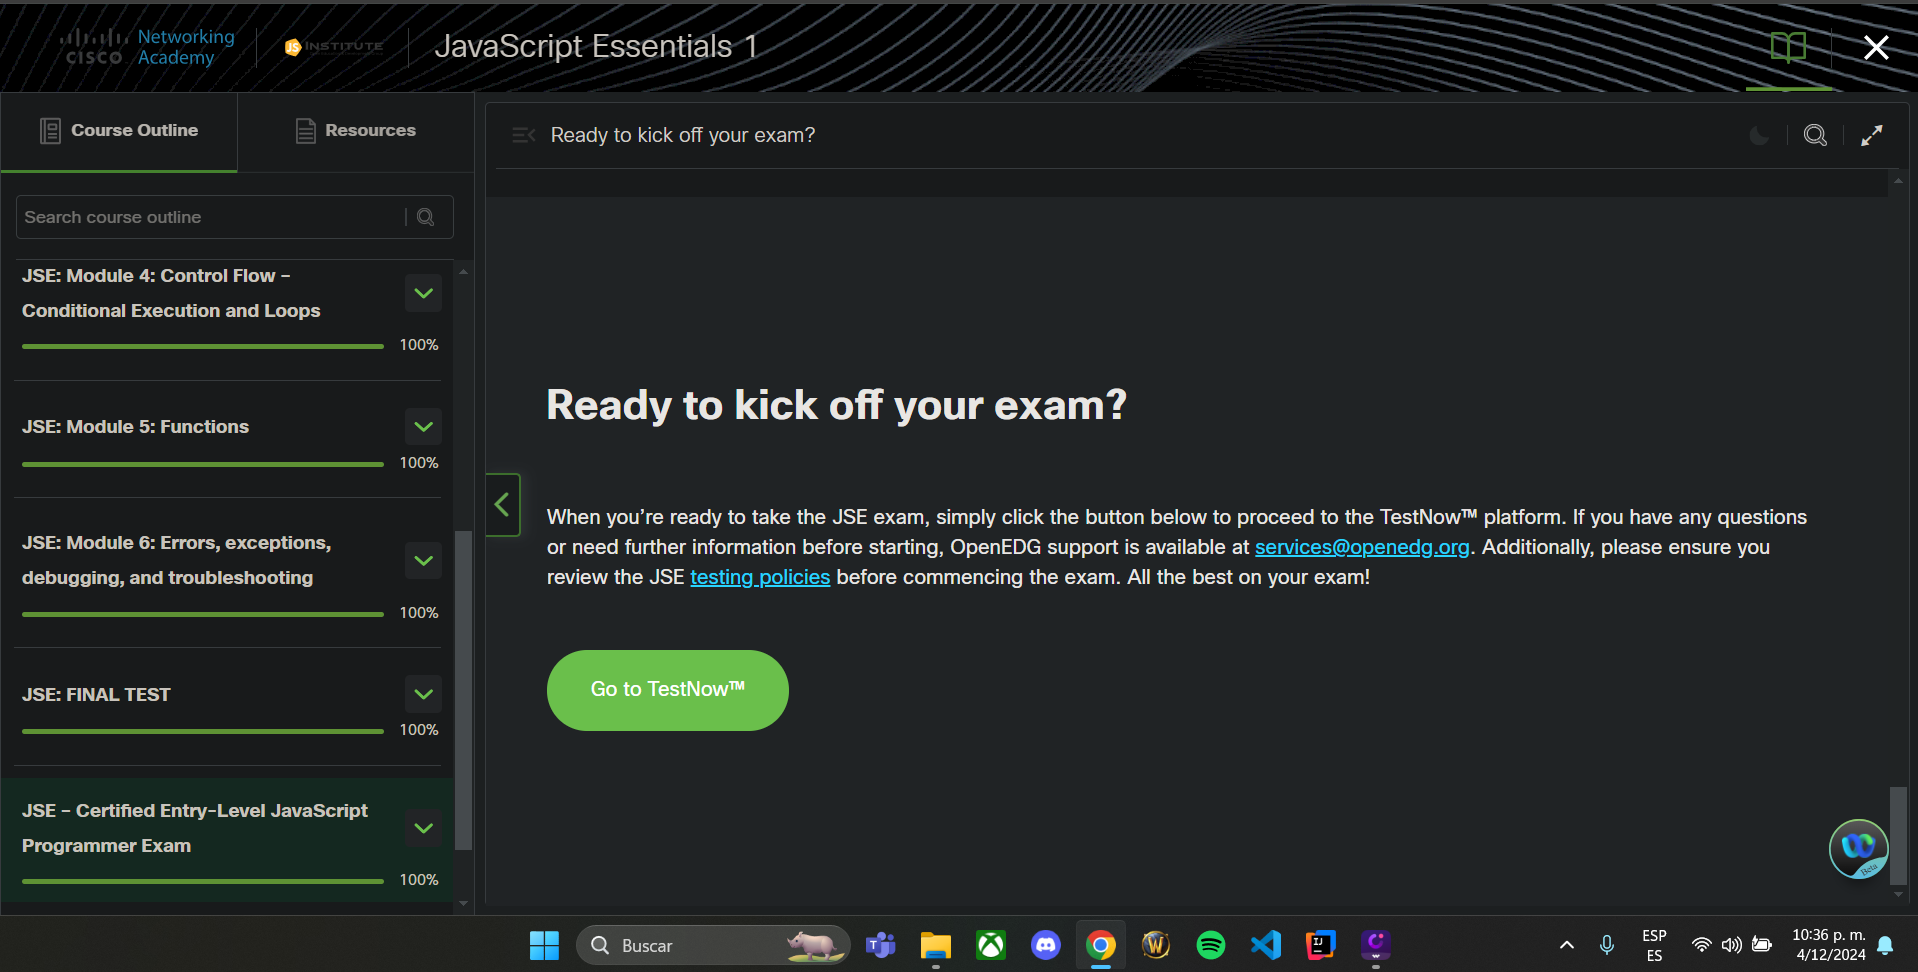 CISCO
Networking
Academy
JS INSTITUTE
JavaScript Essentials 1
Course Outline
Resources
Search course outline
JSE: Module 4: Control Flow –
Conditional Execution and Loops
100%
JSE: Module 5: Functions
100%
JSE: Module 6: Errors, exceptions,
debugging, and troubleshooting
100%
JSE: FINAL TEST
100%
JSE – Certified Entry-Level JavaScript
Programmer Exam
100%
Ready to kick off your exam?
Ready to kick off your exam?
When you’re ready to take the JSE exam, simply click the button below to proceed to the TestNow™ platform. If you have any questions
or need further information before starting, OpenEDG support is available at services@openedg.org. Additionally, please ensure you
review the JSE testing policies before commencing the exam. All the best on your exam!
Go to TestNow™
Beta
Buscar
ESP
ES
10:36 p. m.
4/12/2024